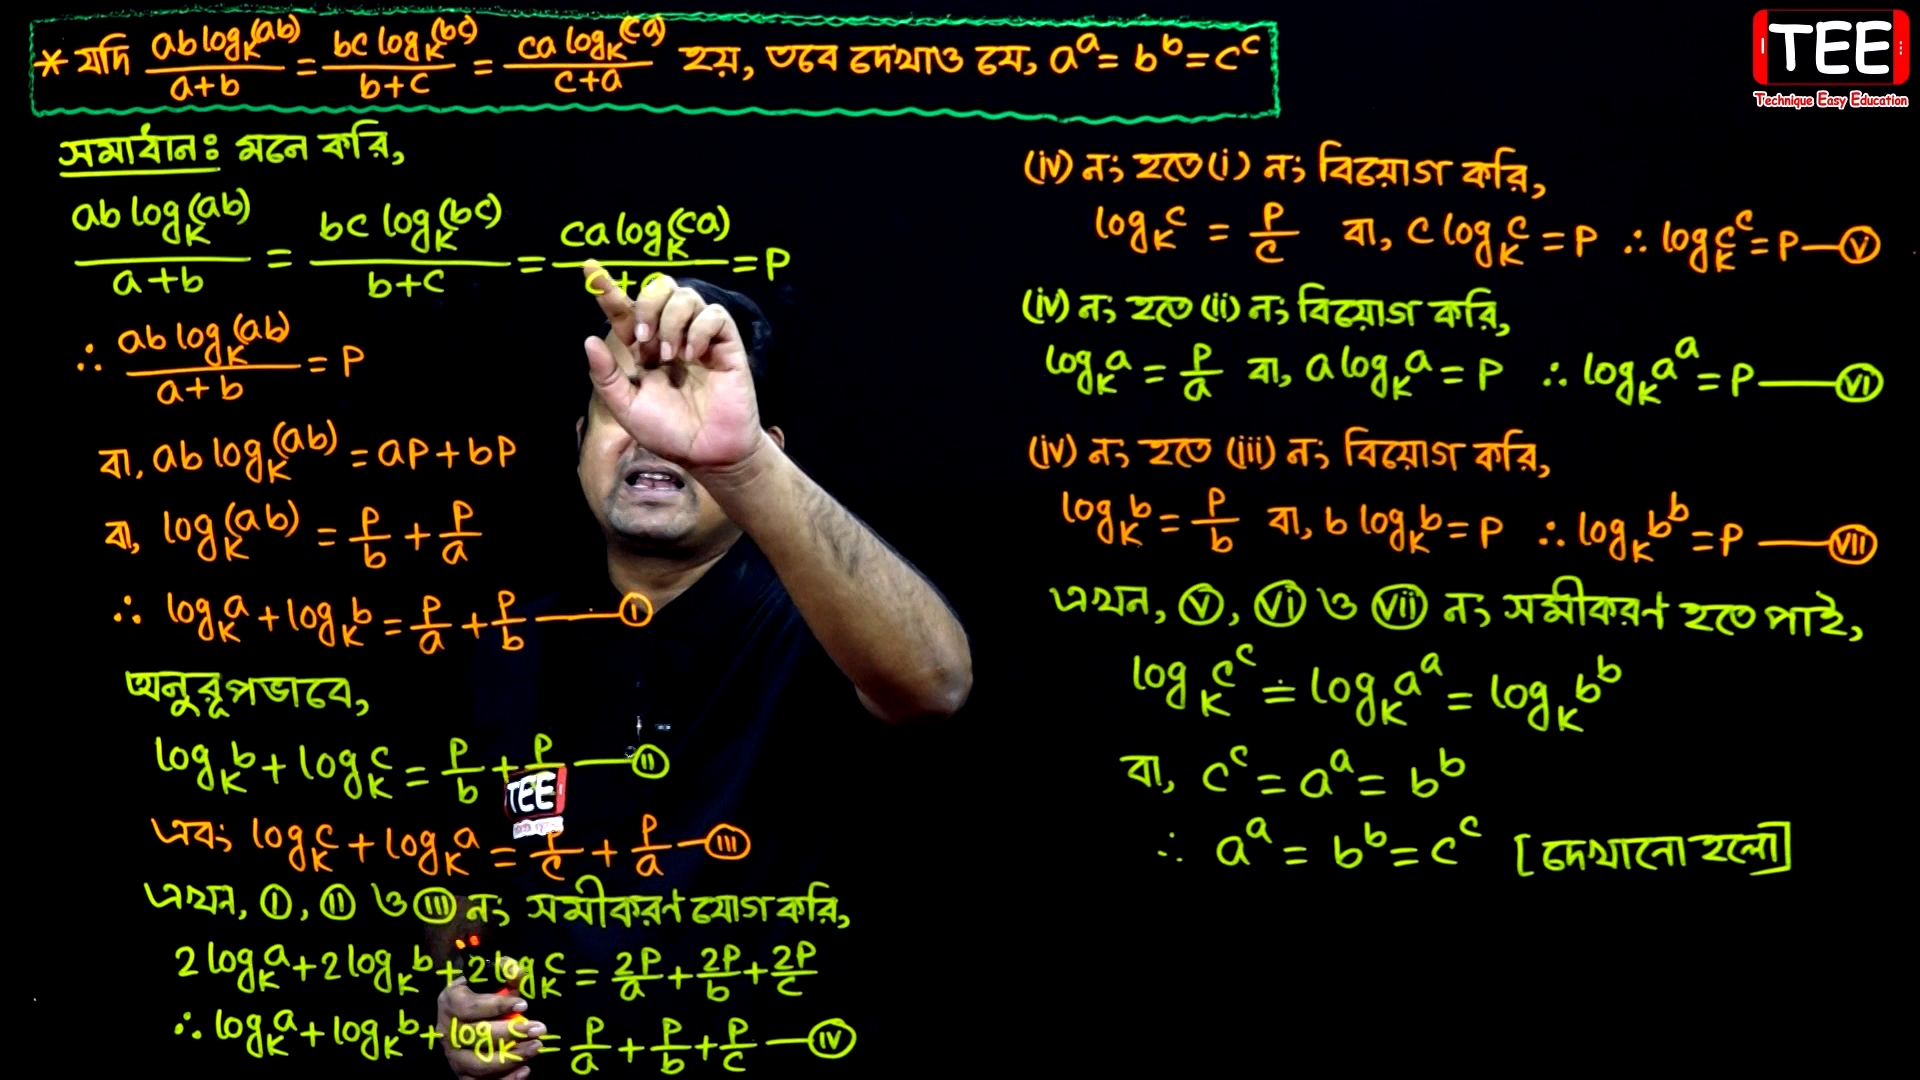 * যদি ab log_k(ab)/a+b = bc log_k(bc)/b+c = ca log_k(ca)/c+a হয়, তবে দেখাও যে, a^a = b^b = c^c
TEE
Technique Easy Education
সমাধান: মনে করি,
ab log_k(ab)/a+b = bc log_k(bc)/b+c = ca log_k(ca)/c+a = P
∴ ab log_k(ab)/a+b = P
বা, ab log_k(ab) = aP + bP
বা, log_k(ab) = P/b + P/a
∴ log_k a + log_k b = P/a + P/b —— (i)
অনুরূপভাবে,
log_k b + log_k c = P/b + P —— (ii)
TEE
এবং log_k c + log_k a = P/c + P/a — (iii)
এখন, (i), (ii) ও (iii) নং সমীকরণ যোগ করি,
2 log_k a + 2 log_k b + 2 log_k c = 2P/a + 2P/b + 2P/c
∴ log_k a + log_k b + log_k c = P/a + P/b + P/c — (iv)
(iv) নং হতে (i) নং বিয়োগ করি,
log_k c = P/c বা, c log_k c = P ∴ log_k c^c = P — (v)
(iv) নং হতে (ii) নং বিয়োগ করি,
log_k a = P/a বা, a log_k a = P ∴ log_k a^a = P —— (vi)
(iv) নং হতে (iii) নং বিয়োগ করি,
log_k b = P/b বা, b log_k b = P ∴ log_k b^b = P —— (vii)
এখন, (v), (vi) ও (vii) নং সমীকরণ হতে পাই,
log_k c^c = log_k a^a = log_k b^b
বা, c^c = a^a = b^b
∴ a^a = b^b = c^c [দেখানো হলো]